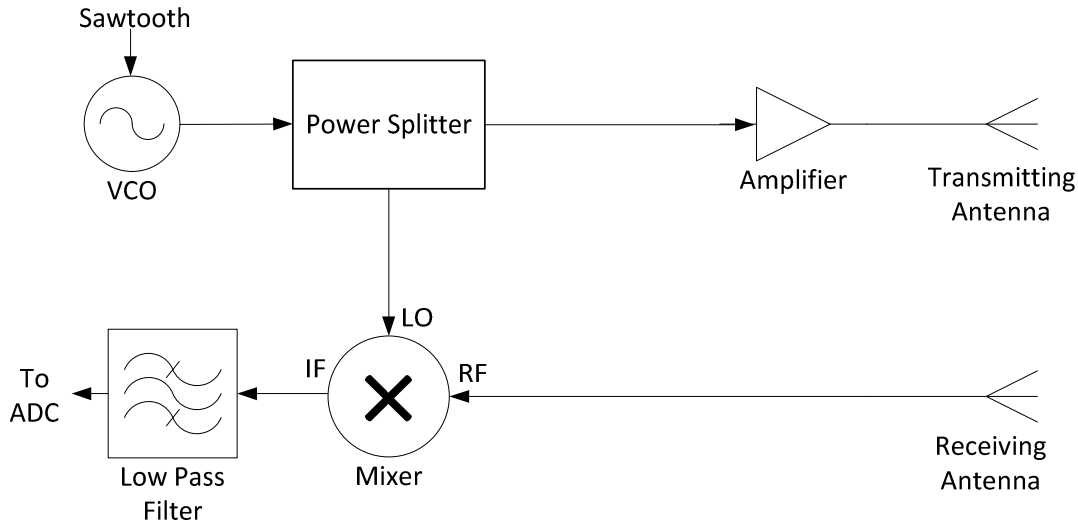 Sawtooth
Power Splitter
VCO
Amplifier
Transmitting
Antenna
LO
IF
RF
To
ADC
Receiving
Antenna
Low Pass
Filter
Mixer